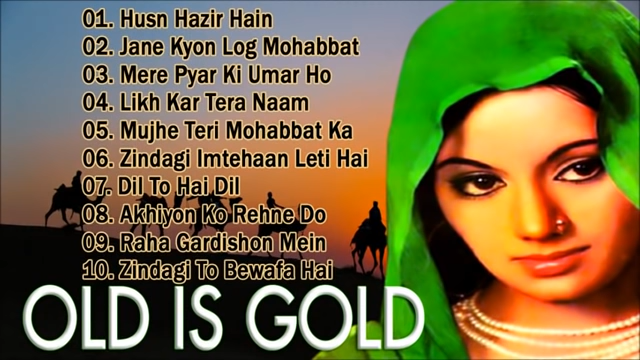 01. Husn Hazir Hain
02. Jane Kyon Log Mohabbat
03. Mere Pyar Ki Umar Ho
04. Likh Kar Tera Naam
05. Mujhe Teri Mohabbat Ka
06. Zindagi Imtehaan Leti Hai
07. Dil To Hai Dil
08. Akhiyon Ko Rehne Do
09. Raha Gardishon Mein
10. Zindagi To Bewafa Hai
OLD IS GOLD